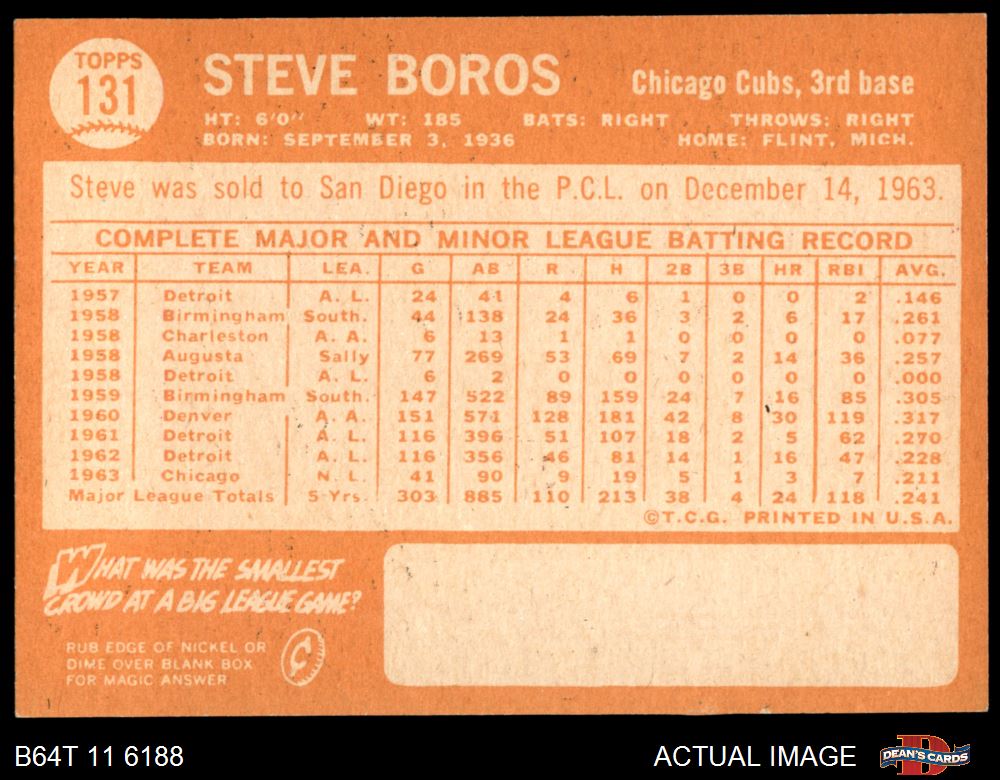 TOPPS
131
STEVE BOROS
Chicago Cubs, 3rd base
HT: 6'0" WT: 185 BATS: RIGHT THROWS: RIGHT
BORN: SEPTEMBER 3, 1936 HOME: FLINT, MICH.
Steve was sold to San Diego in the P.C.L. on December 14, 1963.
COMPLETE MAJOR AND MINOR LEAGUE BATTING RECORD
YEAR TEAM LEA. G AB R H 2B 3B HR RBI AVG.
1957 Detroit A. L. 24 41 4 6 1 0 0 2 .146
1958 Birmingham South. 44 138 24 36 3 2 6 17 .261
1958 Charleston A. A. 6 13 1 1 0 0 0 0 .077
1958 Augusta Sally 77 269 53 69 7 2 14 36 .257
1958 Detroit A. L. 6 2 0 0 0 0 0 0 .000
1959 Birmingham South. 147 522 89 159 24 7 16 85 .305
1960 Denver A. A. 151 571 128 181 42 8 30 119 .317
1961 Detroit A. L. 116 396 51 107 18 2 5 62 .270
1962 Detroit A. L. 116 356 46 81 14 1 16 47 .228
1963 Chicago N. L. 41 90 9 19 5 1 3 7 .211
Major League Totals 5 Yrs. 303 885 110 213 38 4 24 118 .241
©T.C.G. PRINTED IN U.S.A.
WHAT WAS THE SMALLEST
CROWD AT A BIG LEAGUE GAME?
RUB EDGE OF NICKEL OR
DIME OVER BLANK BOX
FOR MAGIC ANSWER
B64T 11 6188
ACTUAL IMAGE
DEAN'S CARDS